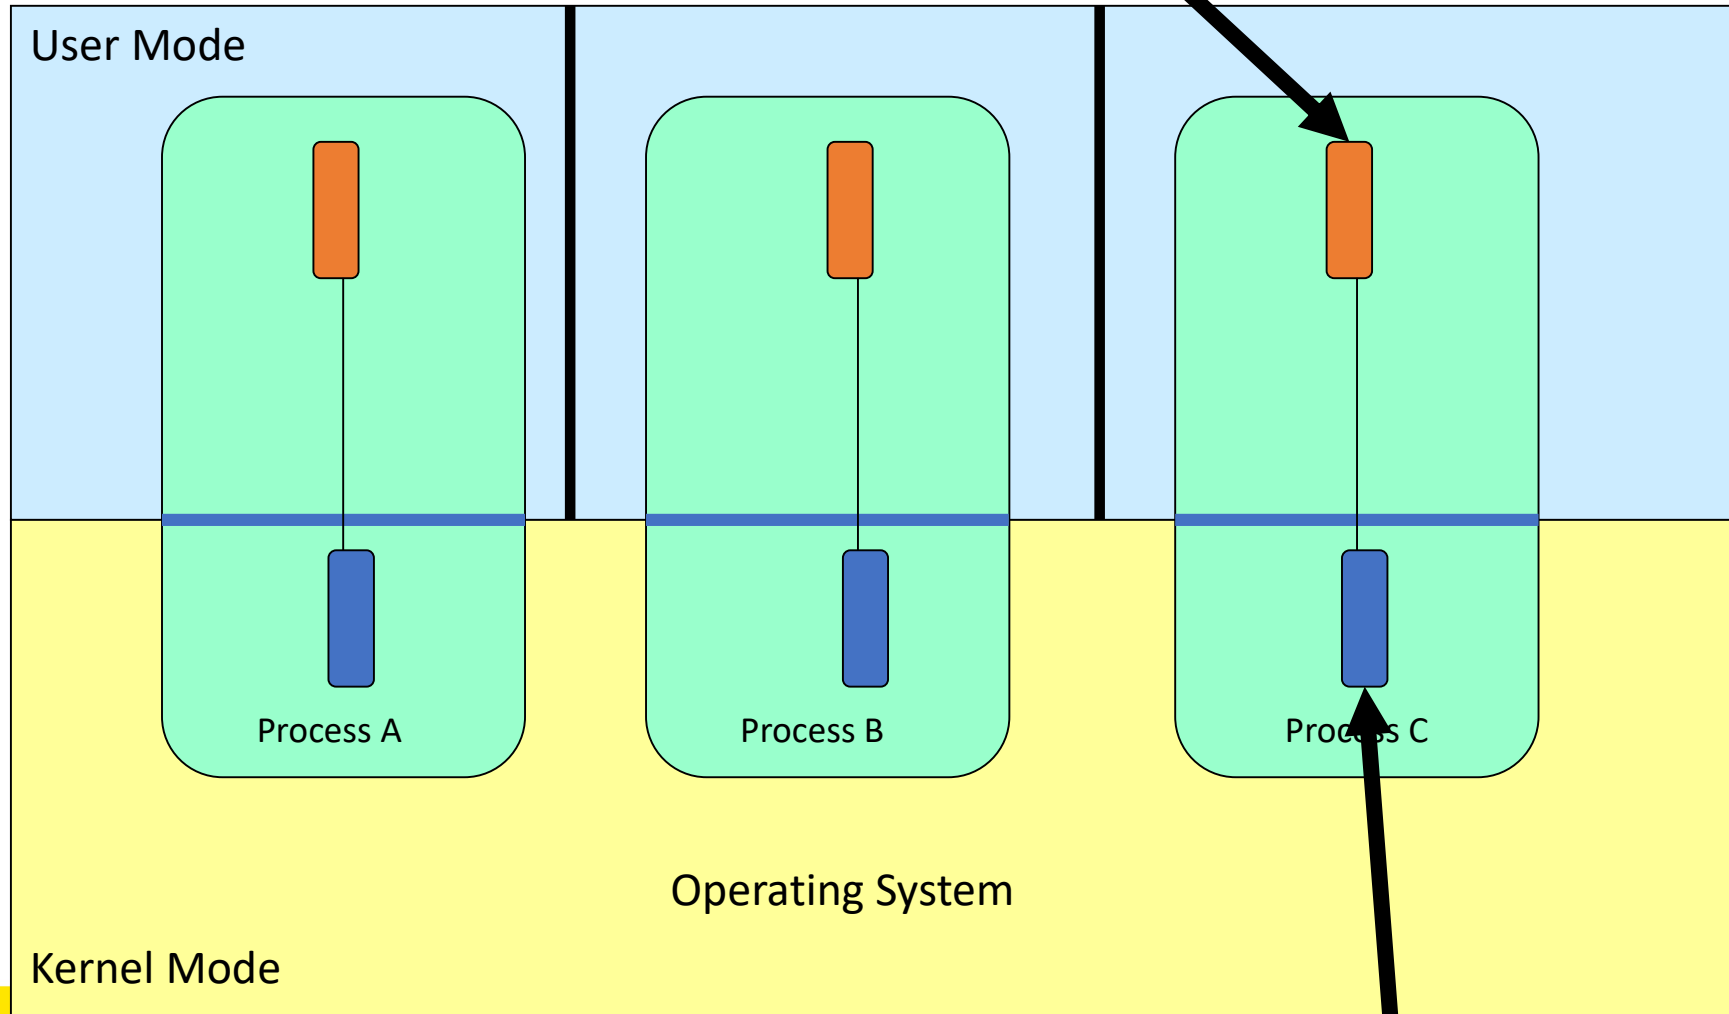 User Mode
Process A
Process B
Process C
Operating System
Kernel Mode